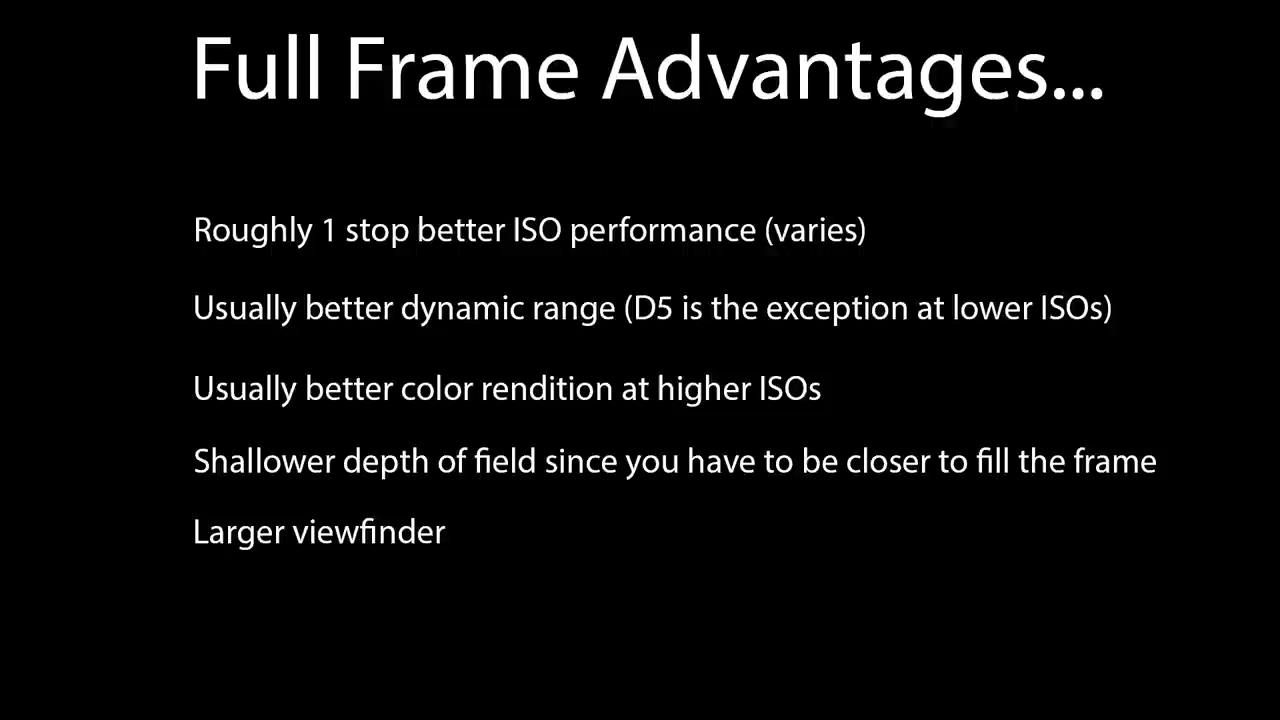 Full Frame Advantages...
Roughly 1 stop better ISO performance (varies)
Usually better dynamic range (D5 is the exception at lower ISOs)
Usually better color rendition at higher ISOs
Shallower depth of field since you have to be closer to fill the frame
Larger viewfinder